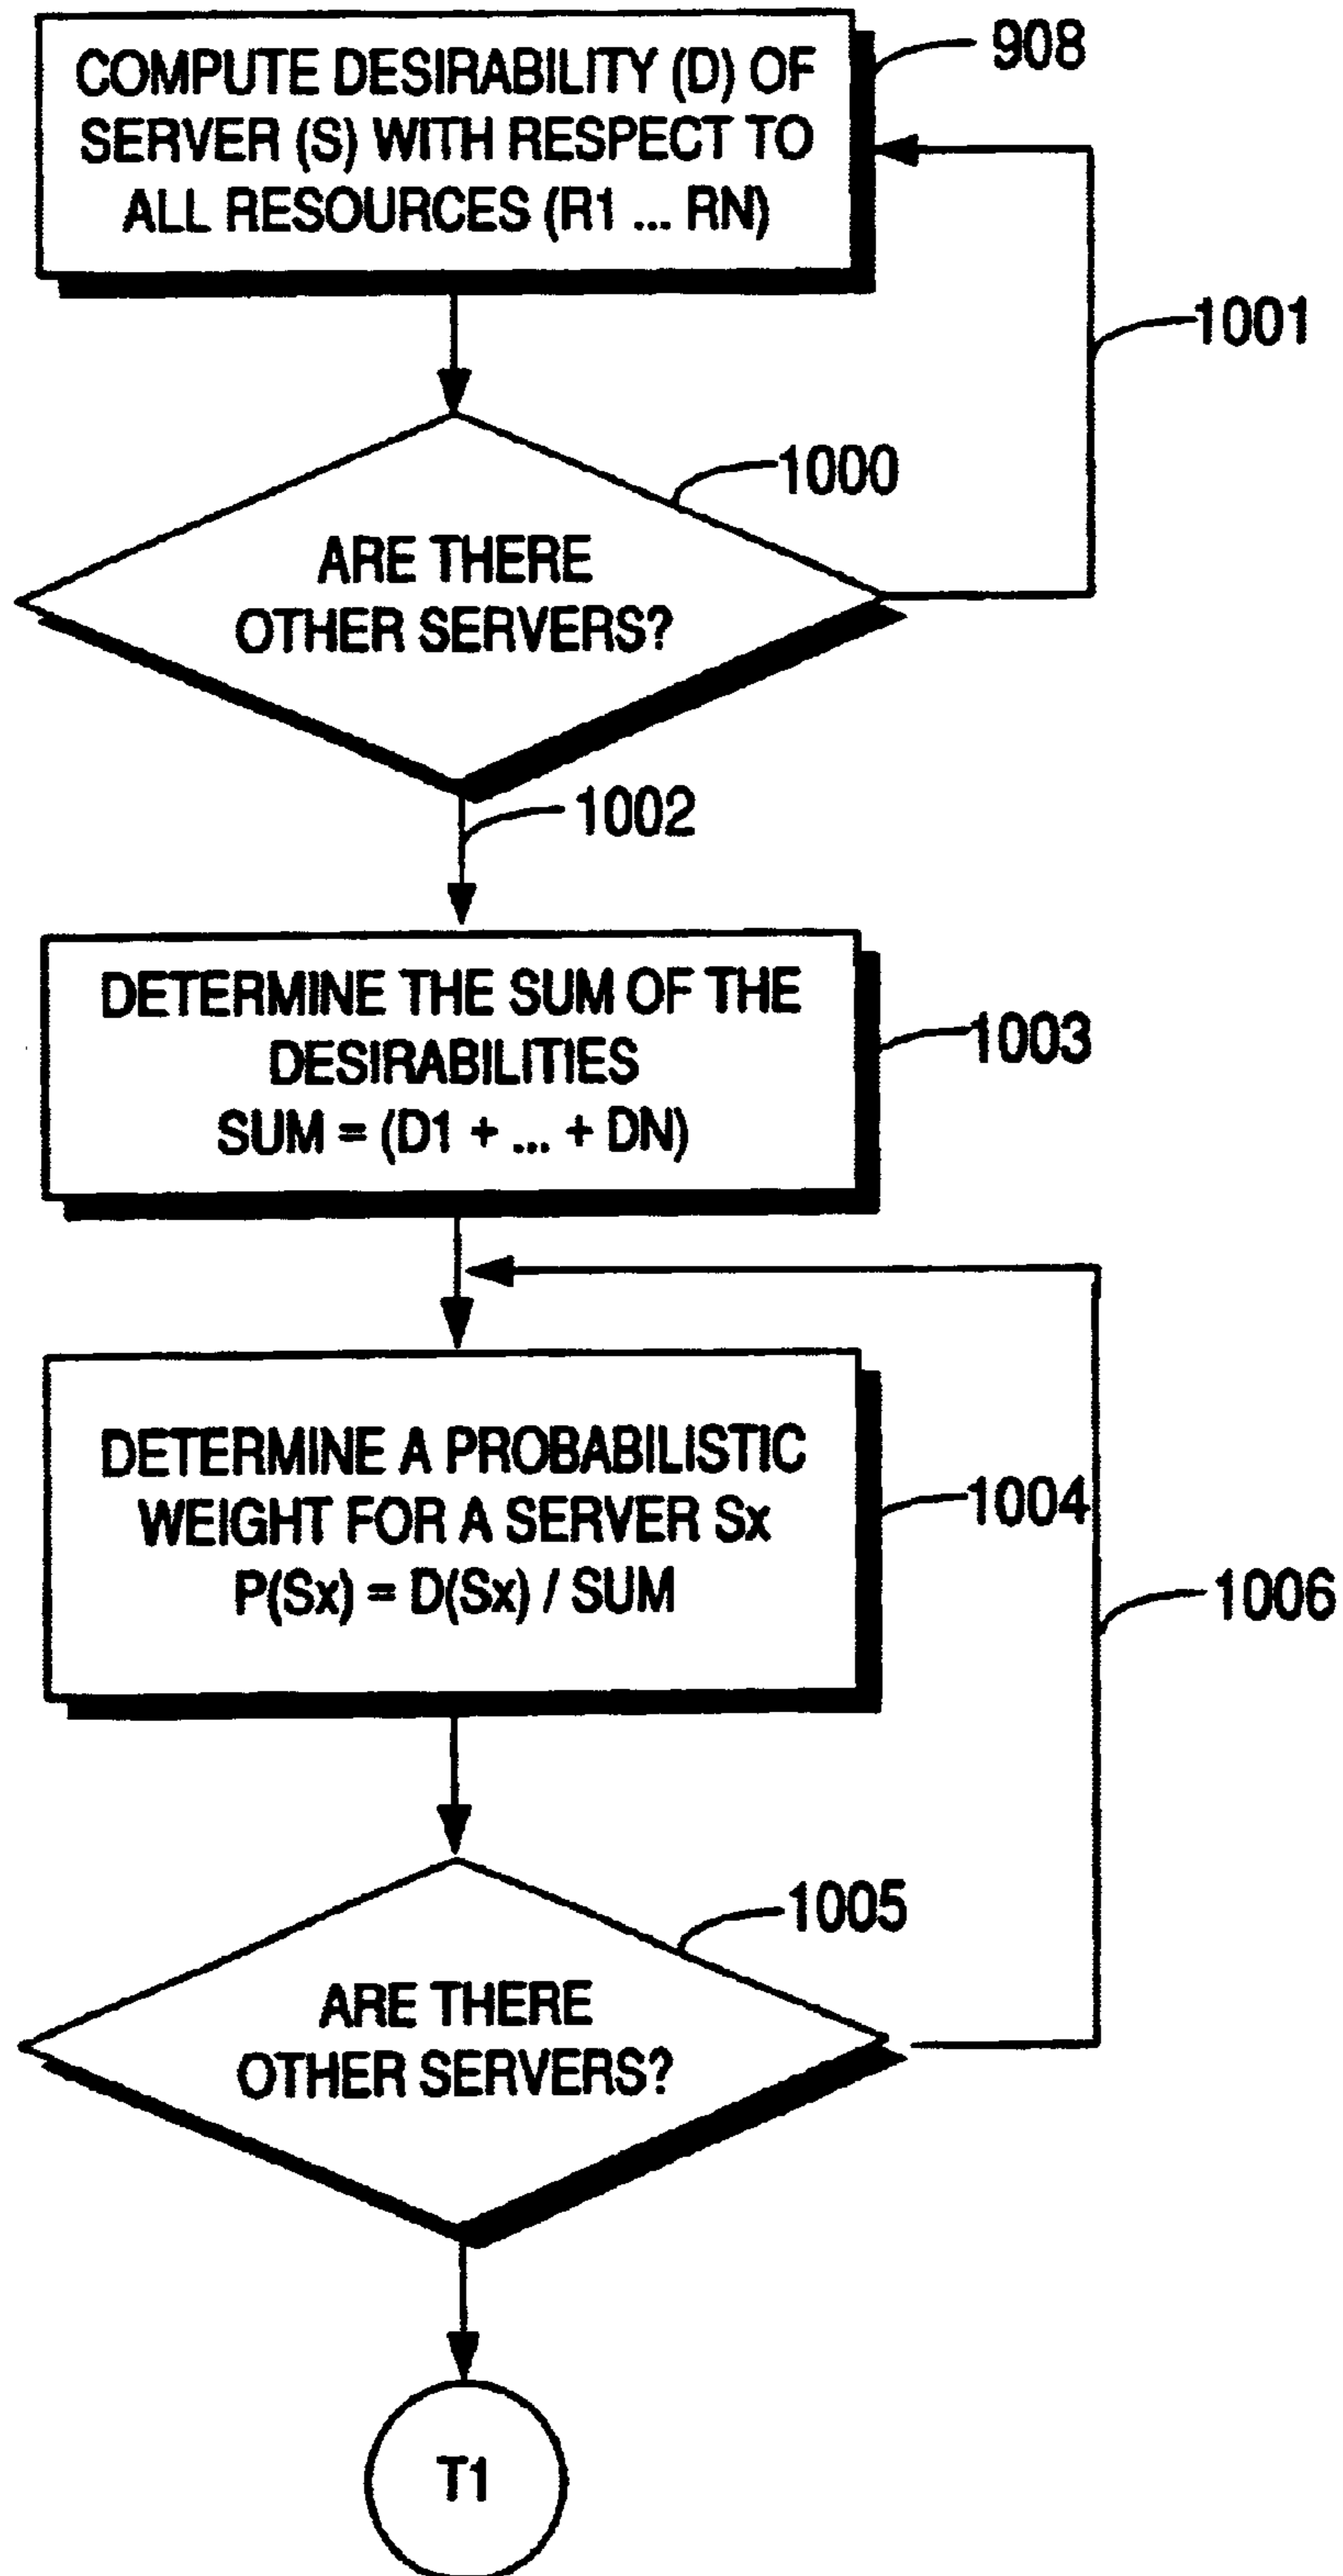 COMPUTE DESIRABILITY (D) OF
SERVER (S) WITH RESPECT TO
ALL RESOURCES (R1 ... RN)
908
1001
1000
ARE THERE
OTHER SERVERS?
1002
DETERMINE THE SUM OF THE
DESIRABILITIES
SUM = (D1 + ... + DN)
1003
DETERMINE A PROBABILISTIC
WEIGHT FOR A SERVER Sx
P(Sx) = D(Sx) / SUM
1004
1006
1005
ARE THERE
OTHER SERVERS?
T1